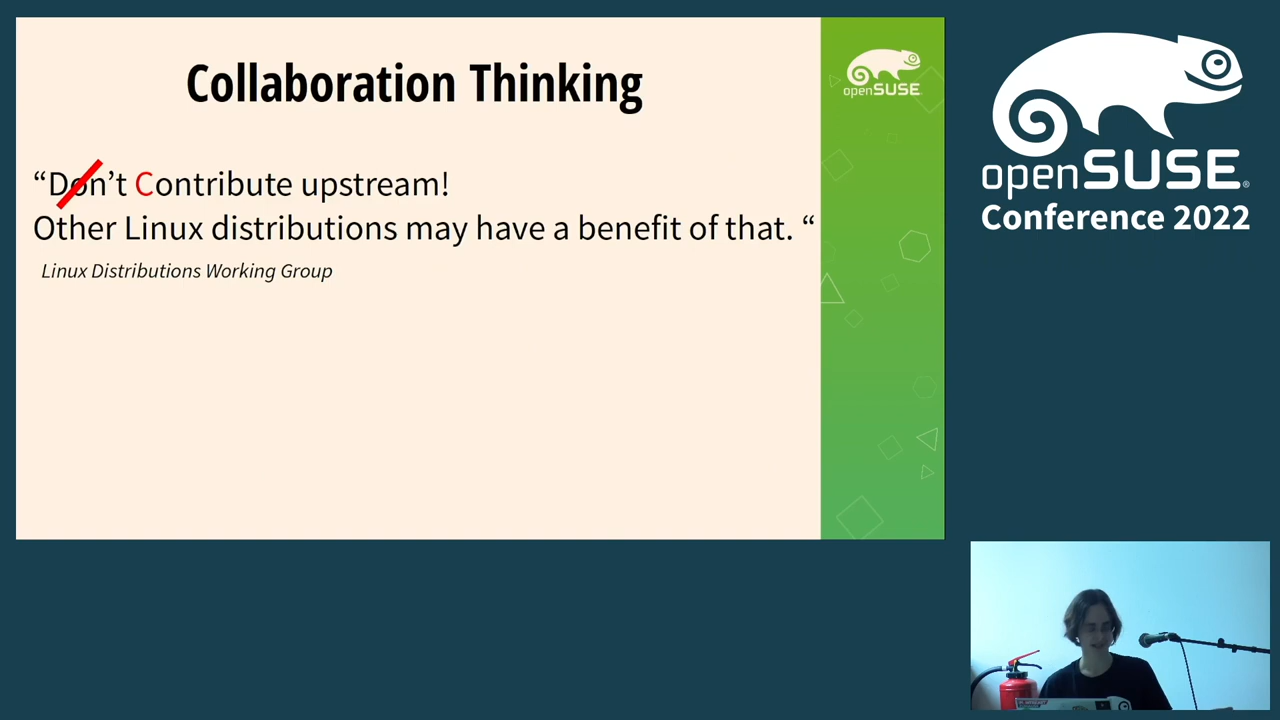 Collaboration Thinking
“Don’t Contribute upstream!
Other Linux distributions may have a benefit of that. “
Linux Distributions Working Group
openSUSE
openSUSE®
Conference 2022